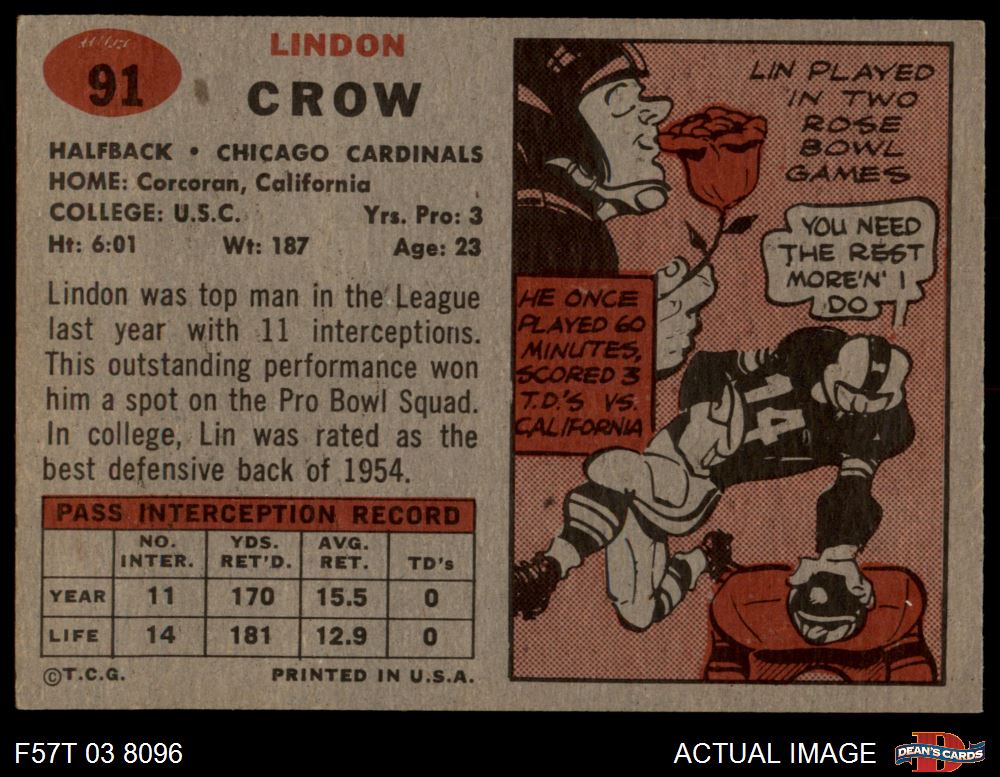 91
LINDON
CROW
HALFBACK • CHICAGO CARDINALS
HOME: Corcoran, California
COLLEGE: U.S.C. Yrs. Pro: 3
Ht: 6:01 Wt: 187 Age: 23
Lindon was top man in the League
last year with 11 interceptions.
This outstanding performance won
him a spot on the Pro Bowl Squad.
In college, Lin was rated as the
best defensive back of 1954.
PASS INTERCEPTION RECORD
NO. INTER. YDS. RET'D. AVG. RET. TD's
YEAR 11 170 15.5 0
LIFE 14 181 12.9 0
©T.C.G. PRINTED IN U.S.A.
LIN PLAYED
IN TWO
ROSE
BOWL
GAMES
YOU NEED
THE REST
MORE'N' I
DO
HE ONCE
PLAYED 60
MINUTES,
SCORED 3
T.D.'S VS.
CALIFORNIA
14
F57T 03 8096
ACTUAL IMAGE
D
DEAN'S CARDS